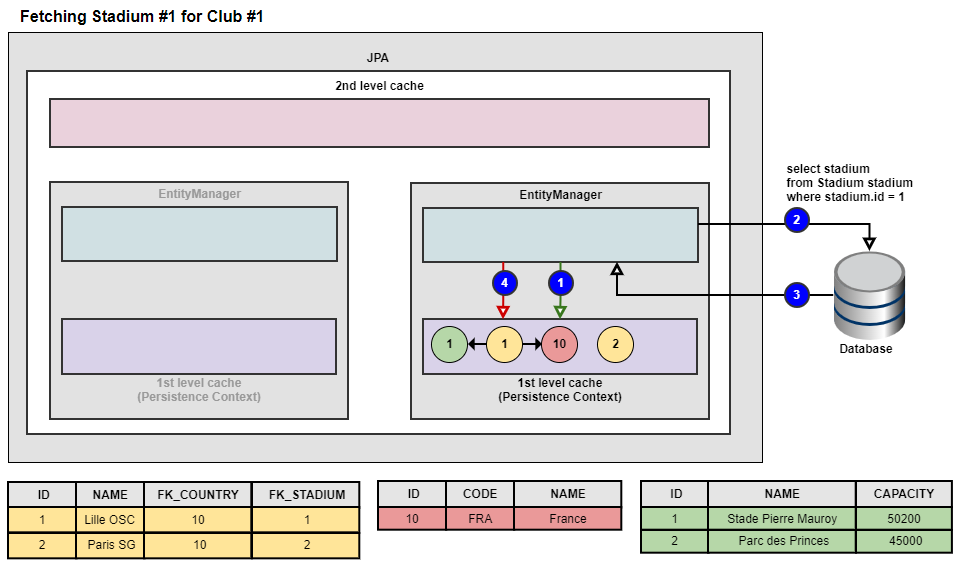 Fetching Stadium #1 for Club #1
JPA
2nd level cache
select stadium
from Stadium stadium
where stadium.id = 1
EntityManager
EntityManager
2
4
1
3
1
1
10
2
Database
1st level cache
(Persistence Context)
1st level cache
(Persistence Context)
ID NAME FK_COUNTRY FK_STADIUM
1 Lille OSC 10 1
2 Paris SG 10 2
ID CODE NAME
10 FRA France
ID NAME CAPACITY
1 Stade Pierre Mauroy 50200
2 Parc des Princes 45000